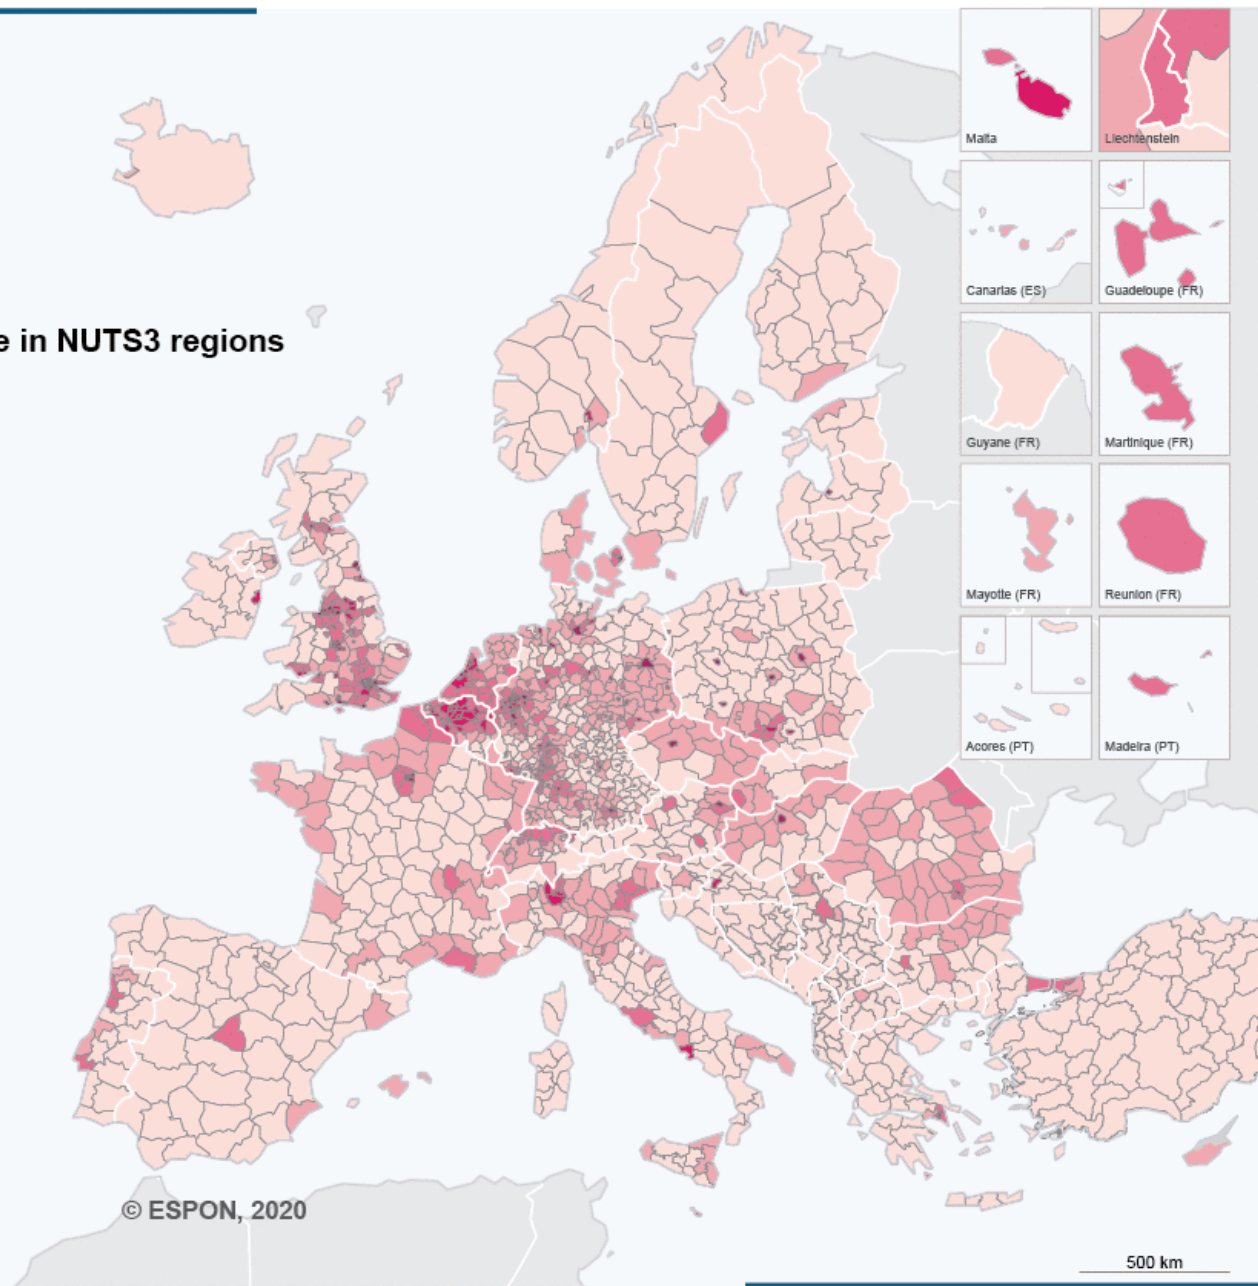 e in NUTS3 regions
Malta
Liechtenstein
Canarias (ES)
Guadeloupe (FR)
Guyane (FR)
Martinique (FR)
Mayotte (FR)
Reunion (FR)
Acores (PT)
Madeira (PT)
© ESPON, 2020
500 km